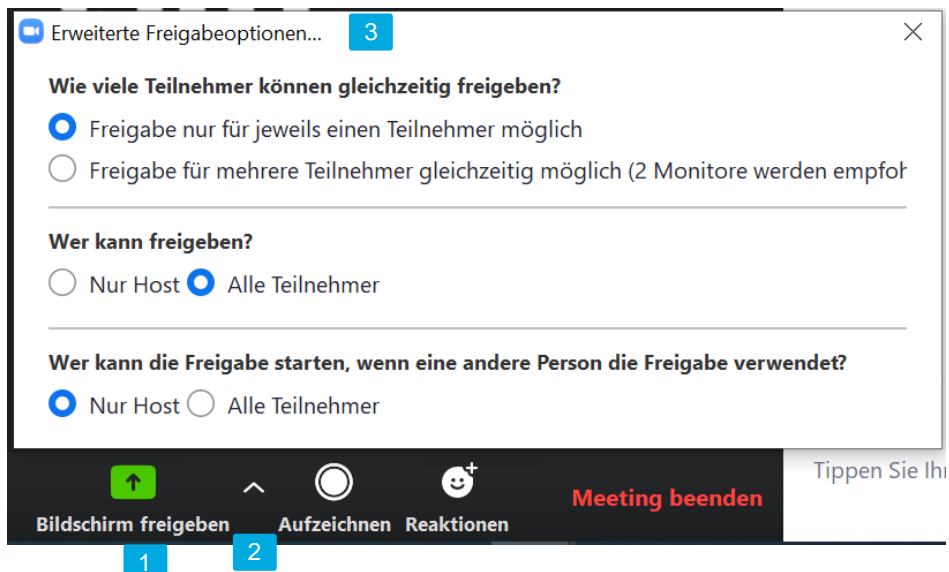 Erweiterte Freigabeoptionen... 3
Wie viele Teilnehmer können gleichzeitig freigeben?
Freigabe nur für jeweils einen Teilnehmer möglich
Freigabe für mehrere Teilnehmer gleichzeitig möglich (2 Monitore werden empfoh
Wer kann freigeben?
Nur Host Alle Teilnehmer
Wer kann die Freigabe starten, wenn eine andere Person die Freigabe verwendet?
Nur Host Alle Teilnehmer
Tippen Sie Ihr
Bildschirm freigeben Aufzeichnen Reaktionen Meeting beenden
1 2